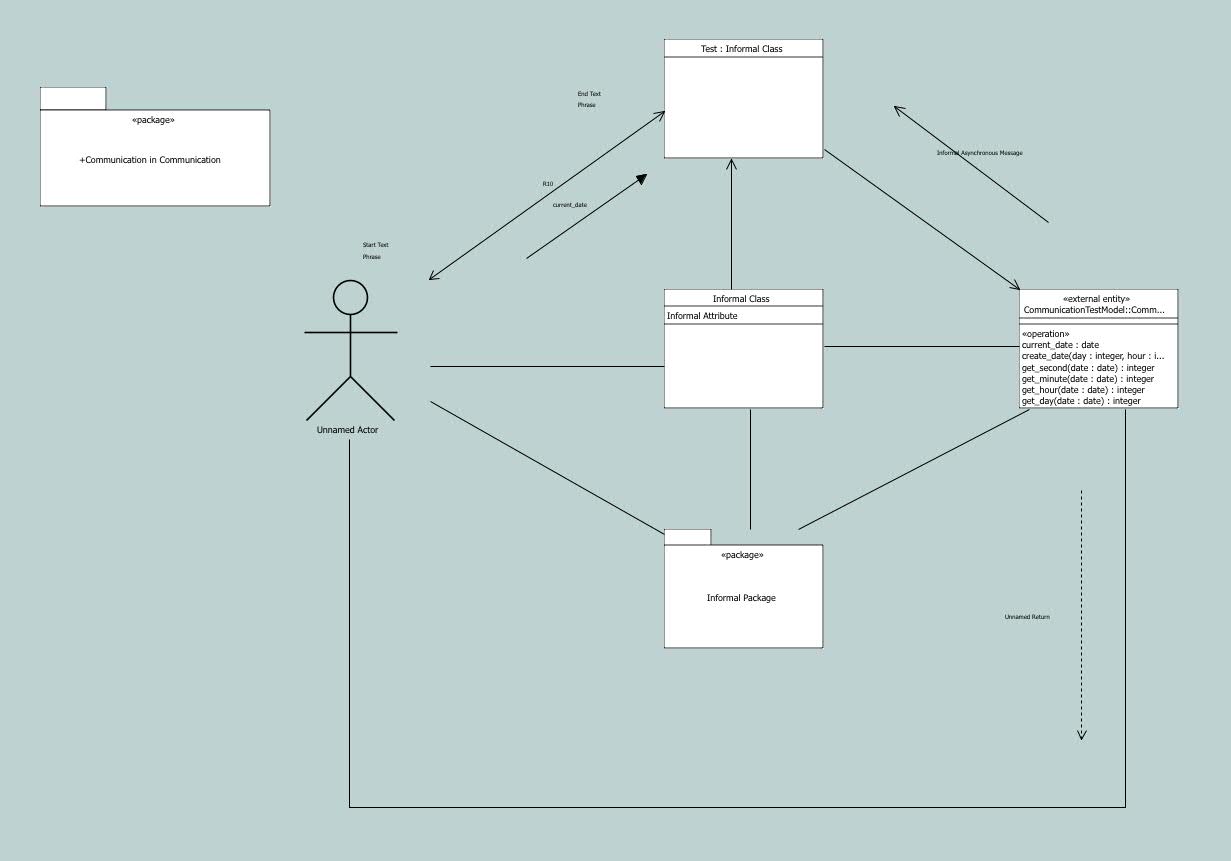 Test : Informal Class
End Text
Phrase
«package»
+Communication in Communication
Informal Asynchronous Message
R10
current_date
Start Text
Phrase
Informal Class
Informal Attribute
«external entity»
CommunicationTestModel::Comm...
«operation»
current_date : date
create_date(day : integer, hour : i...
get_second(date : date) : integer
get_minute(date : date) : integer
get_hour(date : date) : integer
get_day(date : date) : integer
Unnamed Actor
«package»
Informal Package
Unnamed Return